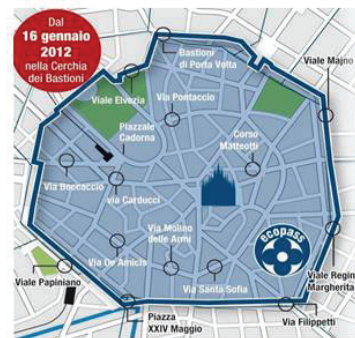 Dal
16 gennaio
2012
nella Cerchia
dei Bastioni
Bastioni
di Porta Volta
Viale Majno
Viale Elvezia
Via Pontaccio
Piazzale
Cadorna
Corso
Matteotti
Via Boccaccio
via Carducci
Via Molino
delle Armi
ecopass
Via De Amicis
Viale Regin
Margherita
Viale Papiniano
Via Santa Sofia
Piazza
XXIV Maggio
Via Filippetti